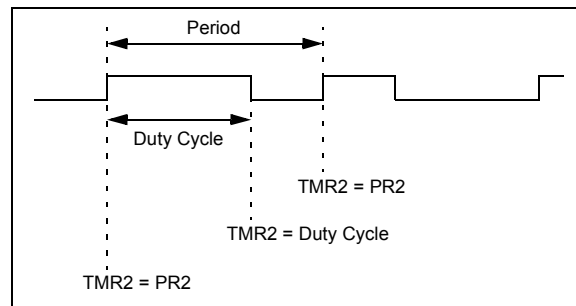 Period
Duty Cycle
TMR2 = PR2
TMR2 = Duty Cycle
TMR2 = PR2